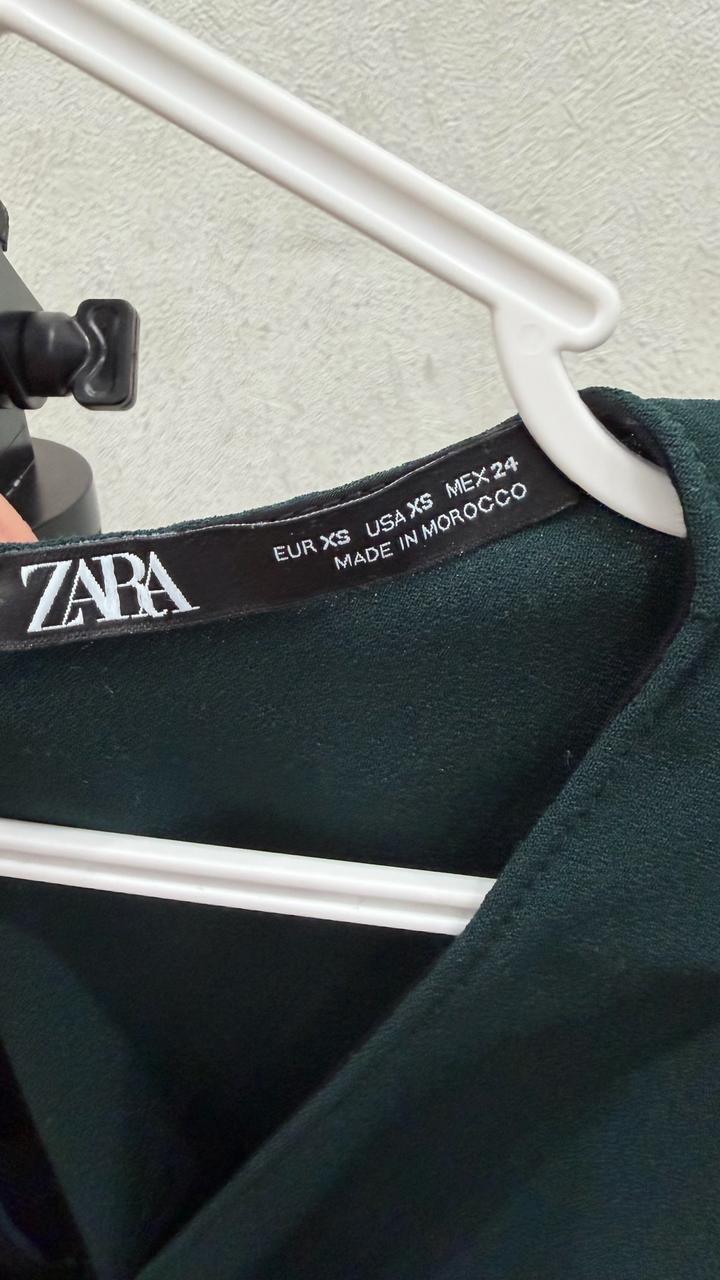 ZARA
EUR XS USA XS MEX 24
MADE IN MOROCCO